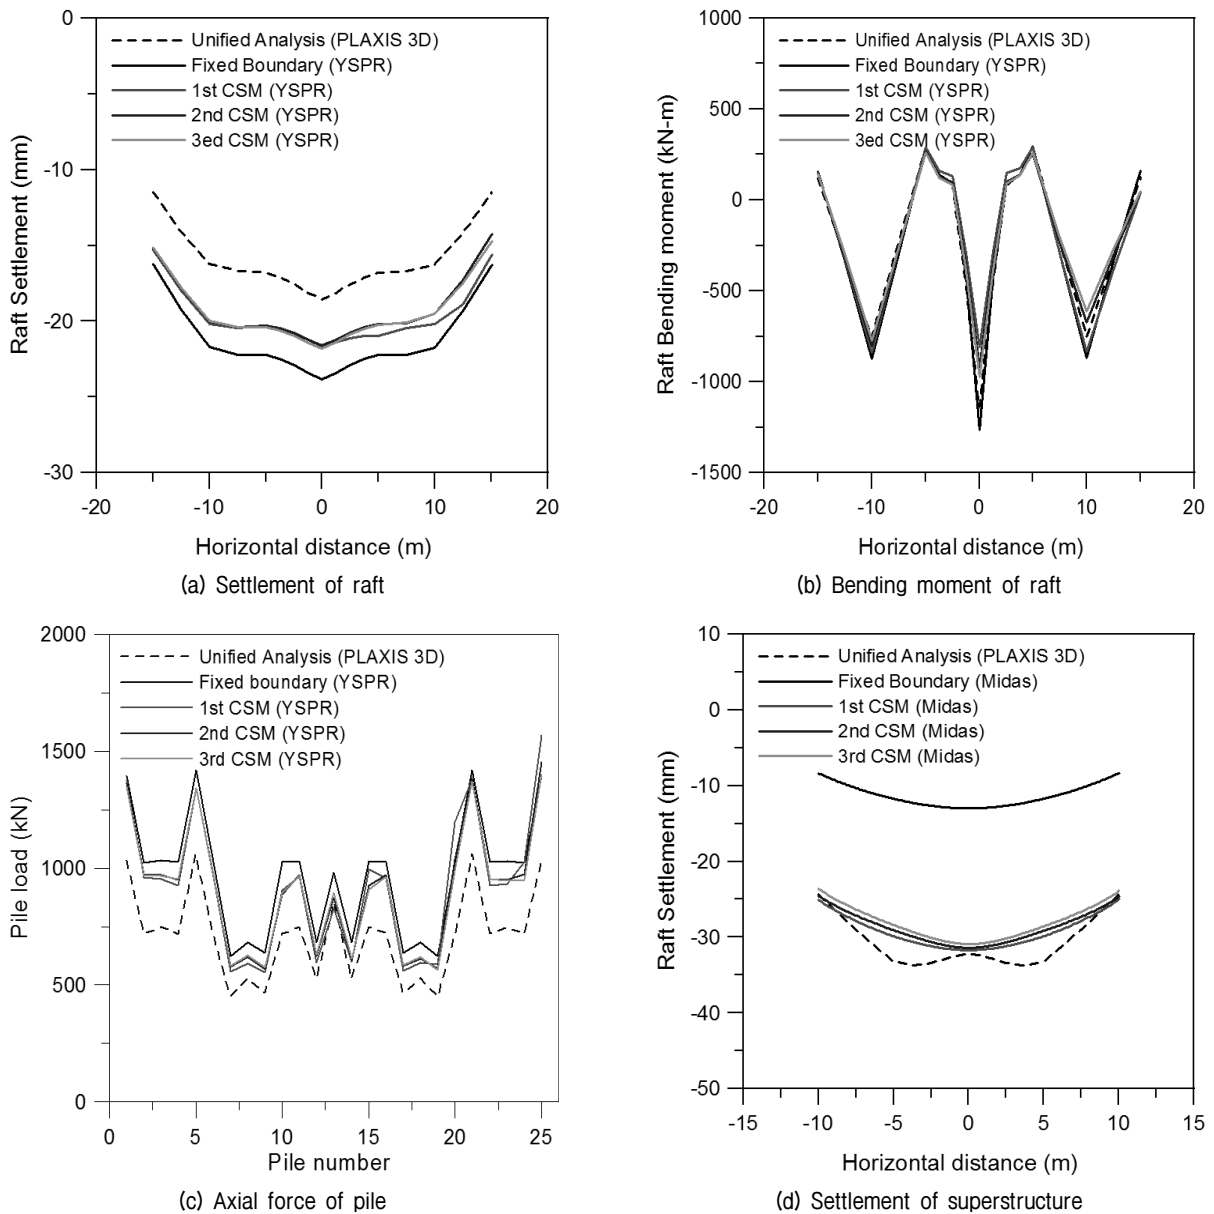 0
-10
-20
-30
Raft Settlement (mm)
Unified Analysis (PLAXIS 3D)
Fixed Boundary (YSPR)
1st CSM (YSPR)
2nd CSM (YSPR)
3ed CSM (YSPR)
-20 -10 0 10 20
Horizontal distance (m)
(a) Settlement of raft
1000
500
0
-500
-1000
-1500
Raft Bending moment (kN-m)
Unified Analysis (PLAXIS 3D)
Fixed Boundary (YSPR)
1st CSM (YSPR)
2nd CSM (YSPR)
3ed CSM (YSPR)
-20 -10 0 10 20
Horizontal distance (m)
(b) Bending moment of raft
2000
1500
1000
500
0
Pile load (kN)
Unified Analysis (PLAXIS 3D)
Fixed boundary (YSPR)
1st CSM (YSPR)
2nd CSM (YSPR)
3rd CSM (YSPR)
0 5 10 15 20 25
Pile number
(c) Axial force of pile
10
0
-10
-20
-30
-40
-50
Raft Settlement (mm)
Unified Analysis (PLAXIS 3D)
Fixed Boundary (Midas)
1st CSM (Midas)
2nd CSM (Midas)
3rd CSM (Midas)
-15 -10 -5 0 5 10 15
Horizontal distance (m)
(d) Settlement of superstructure